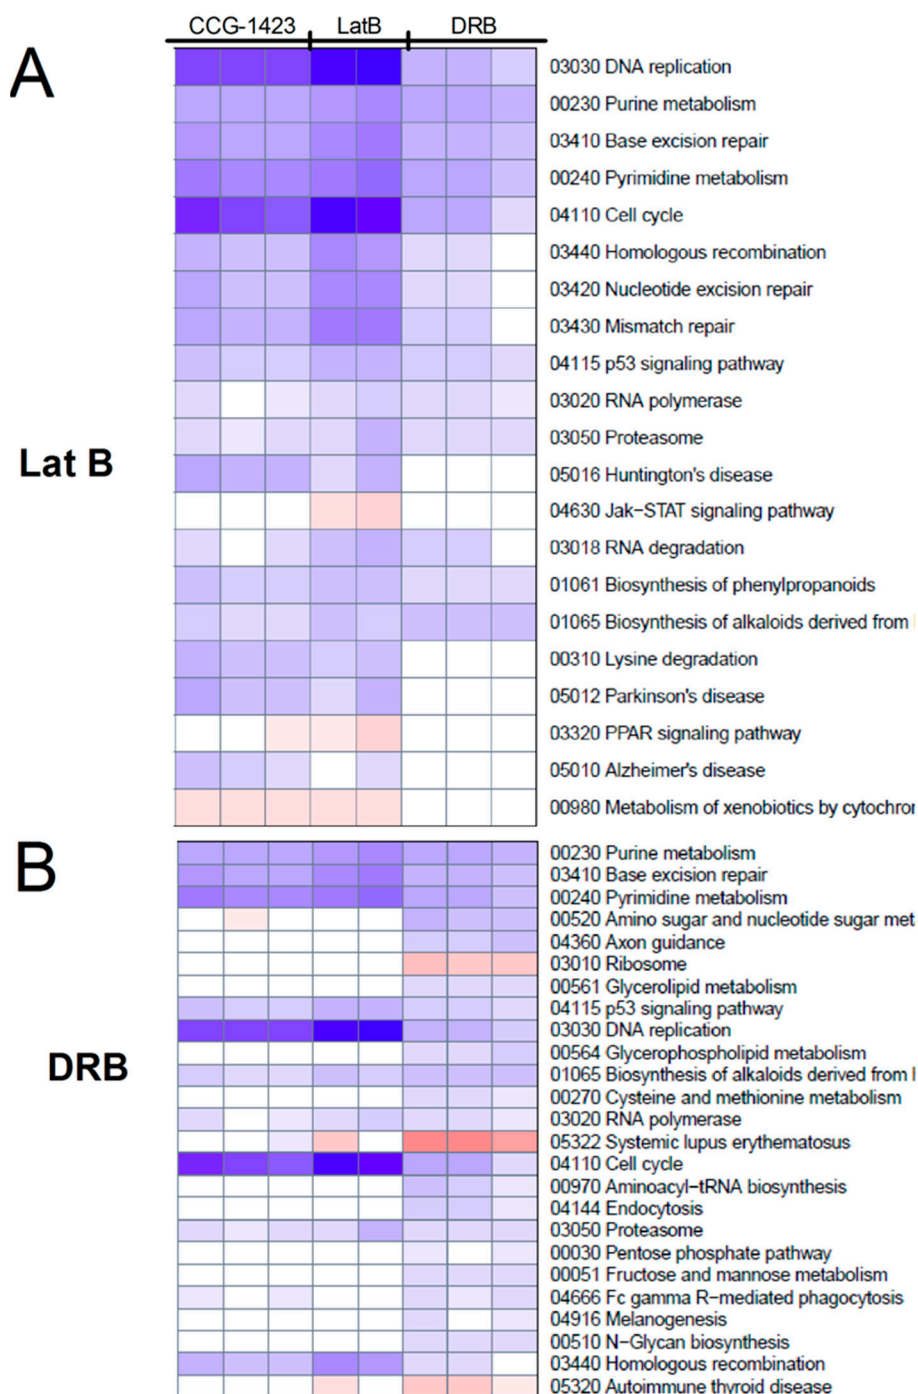 CCG-1423 LatB DRB
A
03030 DNA replication
00230 Purine metabolism
03410 Base excision repair
00240 Pyrimidine metabolism
04110 Cell cycle
03440 Homologous recombination
03420 Nucleotide excision repair
03430 Mismatch repair
04115 p53 signaling pathway
03020 RNA polymerase
03050 Proteasome
Lat B
05016 Huntington's disease
04630 Jak−STAT signaling pathway
03018 RNA degradation
01061 Biosynthesis of phenylpropanoids
01065 Biosynthesis of alkaloids derived from
00310 Lysine degradation
05012 Parkinson's disease
03320 PPAR signaling pathway
05010 Alzheimer's disease
00980 Metabolism of xenobiotics by cytochro
B
00230 Purine metabolism
03410 Base excision repair
00240 Pyrimidine metabolism
00520 Amino sugar and nucleotide sugar met
04360 Axon guidance
03010 Ribosome
00561 Glycerolipid metabolism
04115 p53 signaling pathway
03030 DNA replication
00564 Glycerophospholipid metabolism
DRB
01065 Biosynthesis of alkaloids derived from
00270 Cysteine and methionine metabolism
03020 RNA polymerase
05322 Systemic lupus erythematosus
04110 Cell cycle
00970 Aminoacyl−tRNA biosynthesis
04144 Endocytosis
03050 Proteasome
00030 Pentose phosphate pathway
00051 Fructose and mannose metabolism
04666 Fc gamma R−mediated phagocytosis
04916 Melanogenesis
00510 N−Glycan biosynthesis
03440 Homologous recombination
05320 Autoimmune thyroid disease